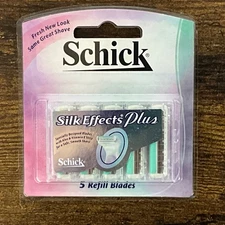 Fresh New Look
Same Great Shave
Schick
Silk Effects Plus
Schick
5 Refill Blades